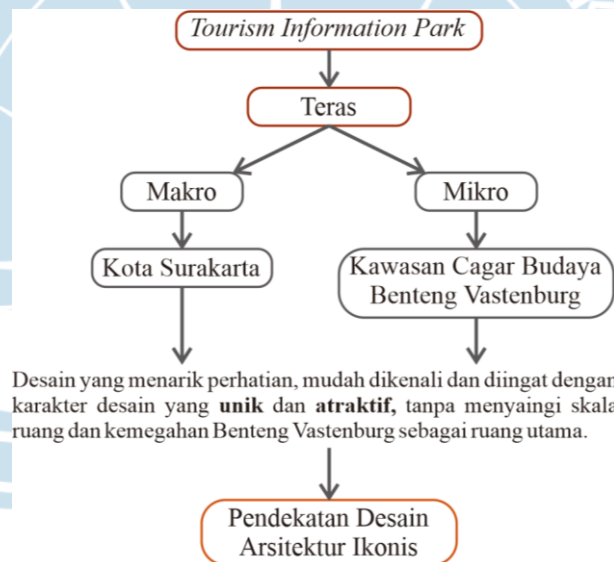 Tourism Information Park
Teras
Makro
Mikro
Kota Surakarta
Kawasan Cagar Budaya
Benteng Vastenburg
Desain yang menarik perhatian, mudah dikenali dan diingat dengan
karakter desain yang unik dan atraktif, tanpa menyaingi skala
ruang dan kemegahan Benteng Vastenburg sebagai ruang utama.
Pendekatan Desain
Arsitektur Ikonis